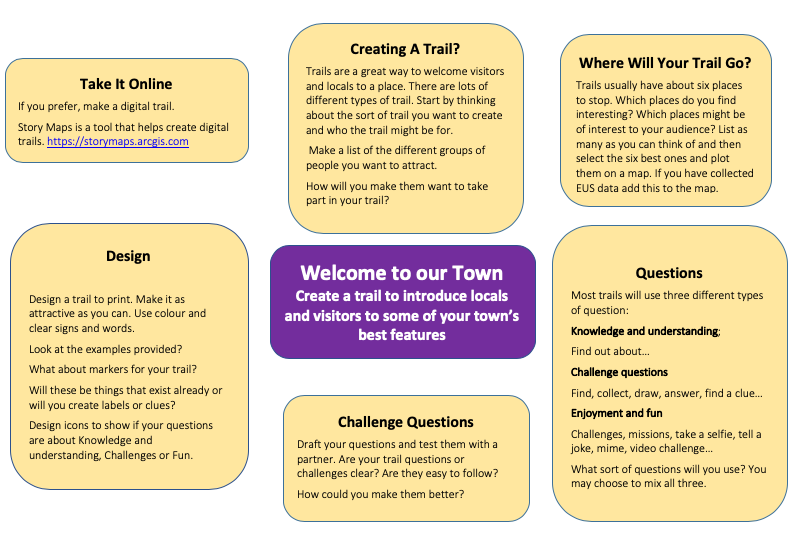 Creating A Trail?
Trails are a great way to welcome visitors
and locals to a place. There are lots of
different types of trail. Start by thinking
about the sort of trail you want to create
and who the trail might be for.
Make a list of the different groups of
people you want to attract.
How will you make them want to take
part in your trail?
Where Will Your Trail Go?
Trails usually have about six places
to stop. Which places do you find
interesting? Which places might be
of interest to your audience? List as
many as you can think of and then
select the six best ones and plot
them on a map. If you have collected
EUS data add this to the map.
Take It Online
If you prefer, make a digital trail.
Story Maps is a tool that helps create digital
trails. https://storymaps.arcgis.com
Design
Design a trail to print. Make it as
attractive as you can. Use colour and
clear signs and words.
Look at the examples provided?
What about markers for your trail?
Will these be things that exist already or
will you create labels or clues?
Design icons to show if your questions
are about Knowledge and
understanding, Challenges or Fun.
Welcome to our Town
Create a trail to introduce locals
and visitors to some of your town's
best features
Questions
Most trails will use three different types
of question:
Knowledge and understanding;
Find out about…
Challenge questions
Find, collect, draw, answer, find a clue…
Enjoyment and fun
Challenges, missions, take a selfie, tell a
joke, mime, video challenge…
What sort of questions will you use? You
may choose to mix all three.
Challenge Questions
Draft your questions and test them with a
partner. Are your trail questions or
challenges clear? Are they easy to follow?
How could you make them better?